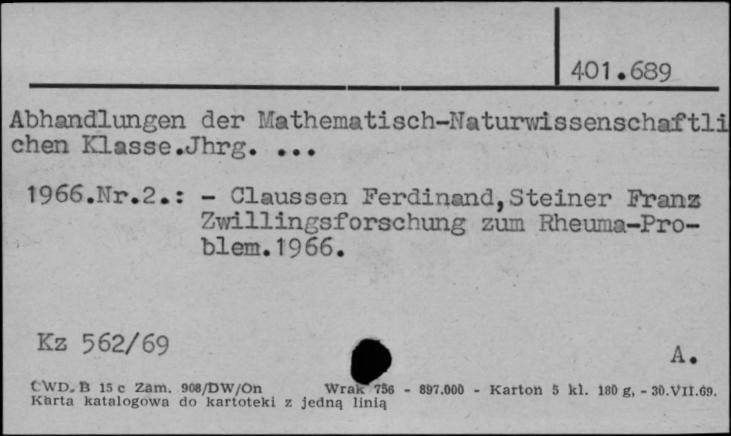 401.689
Abhandlungen der Mathematisch-Naturwissenschaftli
chen Klasse.Jhrg. ...
1966.Nr.2.: - Claussen Ferdinand,Steiner Franz
Zwillingsforschung zum Rheuma-Pro-
blem.1966.
Kz 562/69
A.
CWD. B 15 c Zam. 908/DW/On Wrak 756 - 897.000 - Karton 5 kl. 180 g, - 30.VII.69.
Karta katalogowa do kartoteki z jedną linią